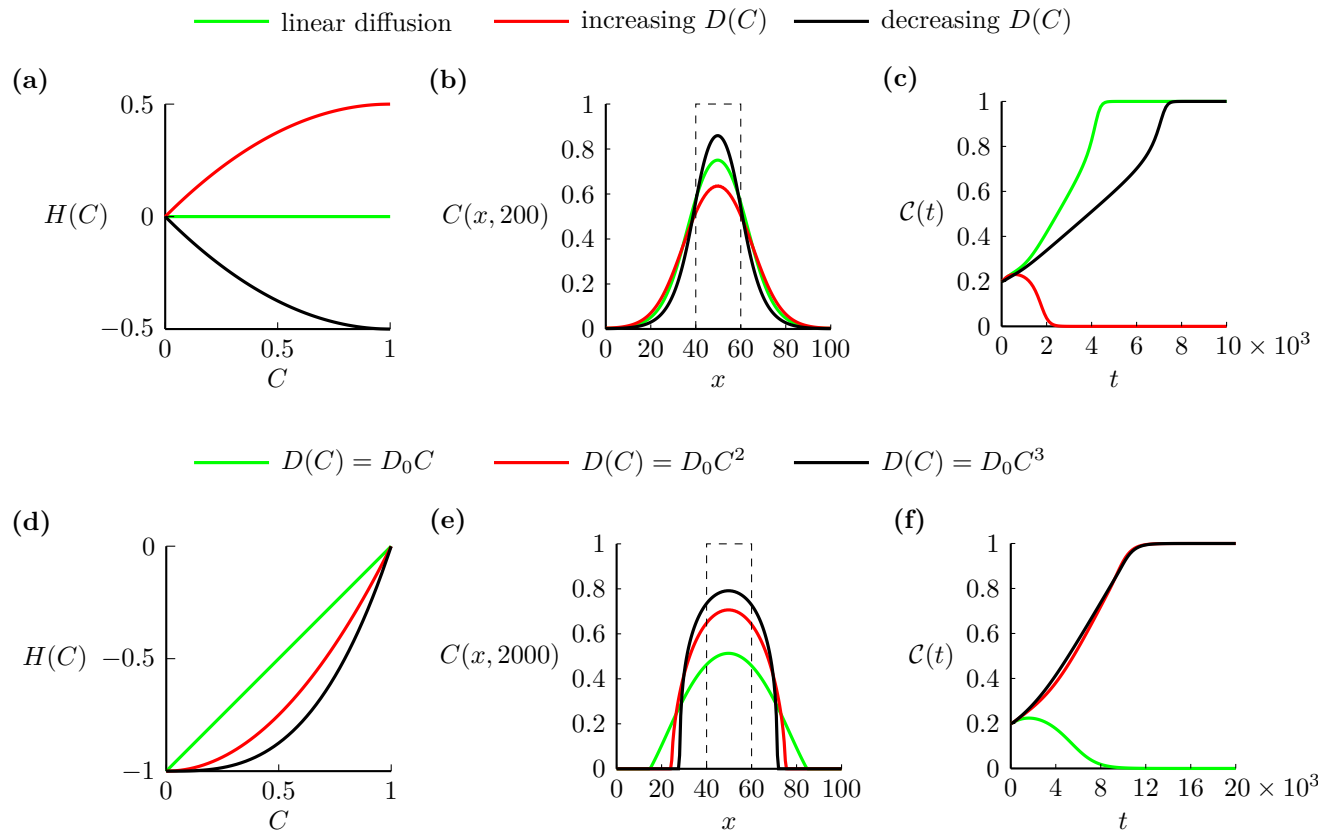 linear diffusion increasing D(C) decreasing D(C)
(a) (b) (c)
H(C)
0.5
0
−0.5
0 0.5 1
C
C(x, 200)
1
0.8
0.6
0.4
0.2
0
0 20 40 60 80 100
x
𝒞(t)
1
0.8
0.6
0.4
0.2
0
0 2 4 6 8 10 × 10³
t
D(C) = D₀C D(C) = D₀C² D(C) = D₀C³
(d) (e) (f)
H(C)
0
−0.5
−1
0 0.5 1
C
C(x, 2000)
1
0.8
0.6
0.4
0.2
0
0 20 40 60 80 100
x
𝒞(t)
1
0.8
0.6
0.4
0.2
0
0 4 8 12 16 20 × 10³
t